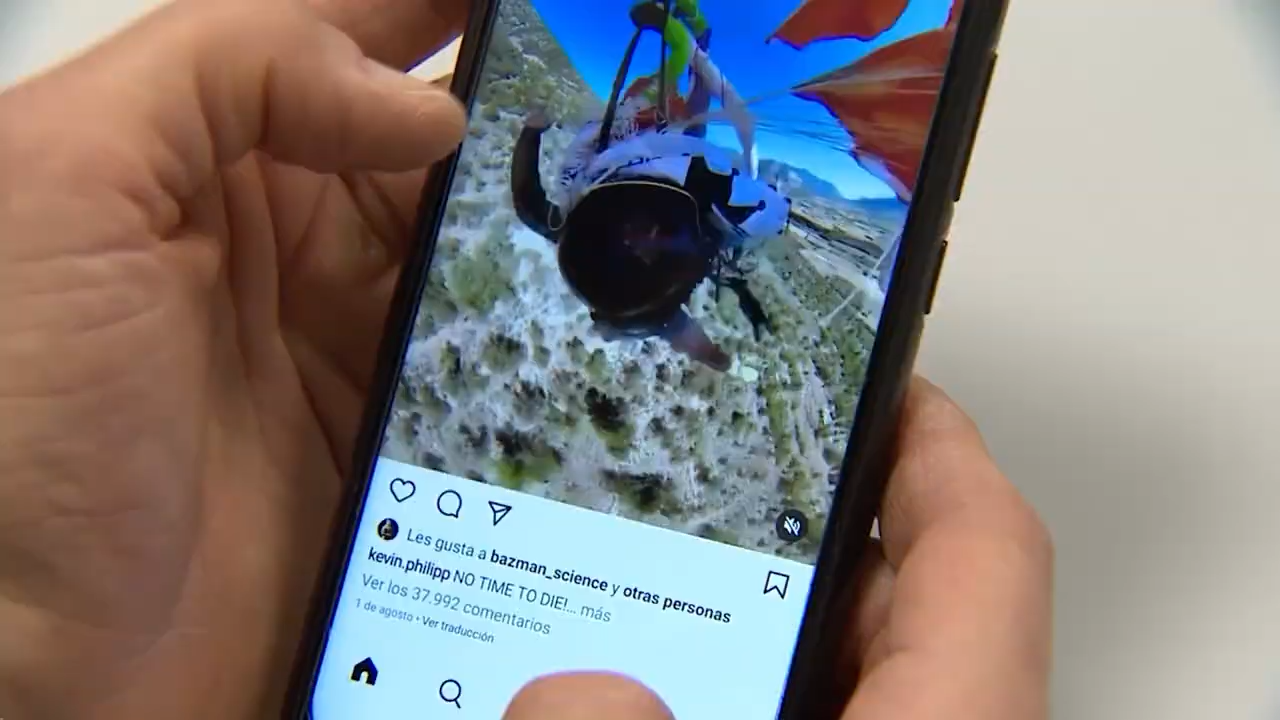 Les gusta a bazman_science y otras personas
kevin.philipp NO TIME TO DIE!... más
Ver los 37.992 comentarios
1 de agosto • Ver traducción